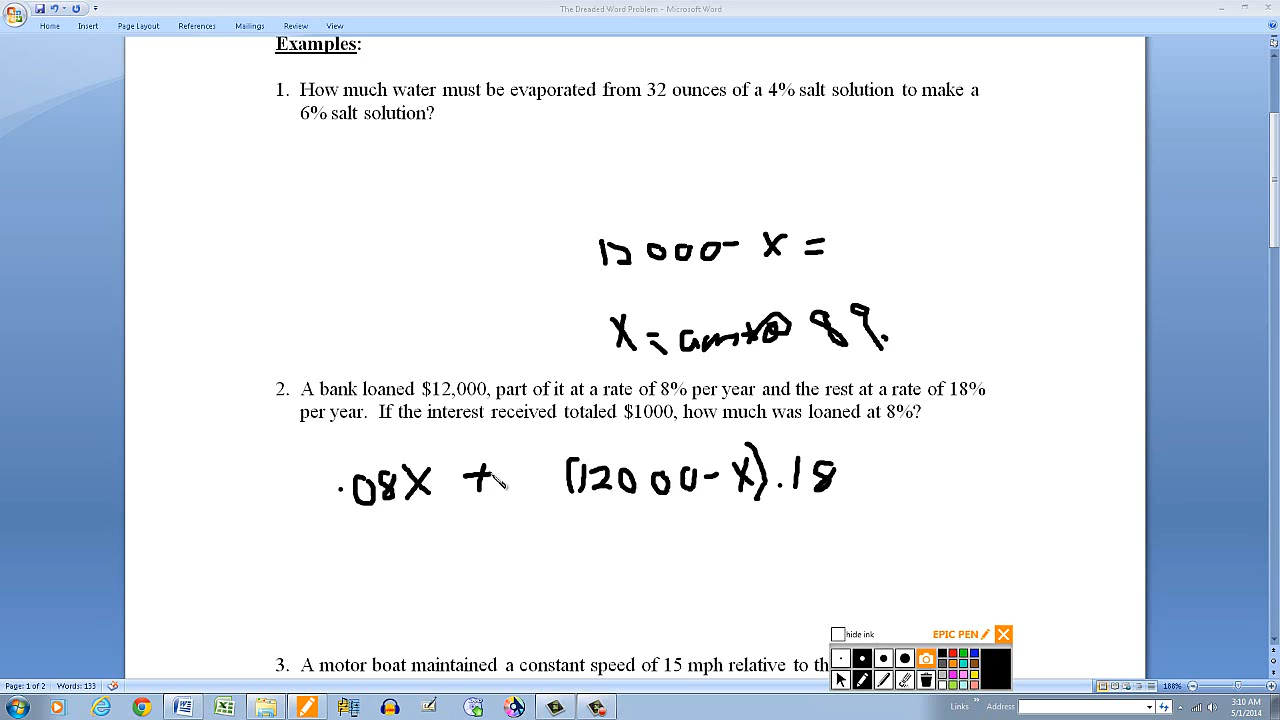 The Dreaded Word Problem - Microsoft Word
Home Insert Page Layout References Mailings Review View
Examples:
1. How much water must be evaporated from 32 ounces of a 4% salt solution to make a
6% salt solution?
12000- x =
x = amt @ 8%
2. A bank loaned $12,000, part of it at a rate of 8% per year and the rest at a rate of 18%
per year. If the interest received totaled $1000, how much was loaned at 8%?
.08x + (12000-x).18
hide ink EPIC PEN
3. A motor boat maintained a constant speed of 15 mph relative to th
Page: 1 of 2 Words: 133 188%
Links » Address 3:10 AM
5/1/2014